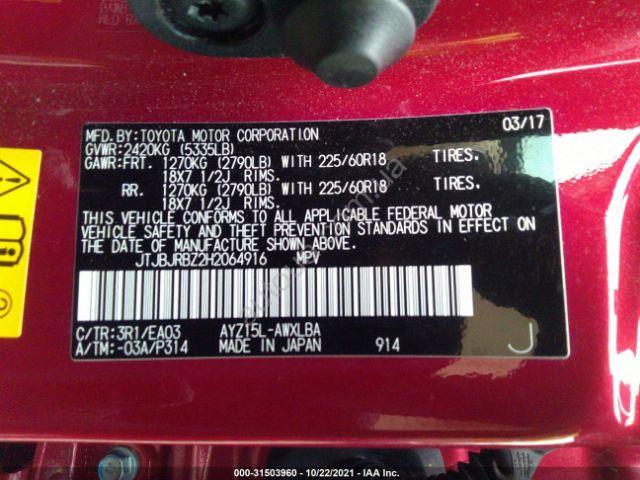 MFD.BY:TOYOTA MOTOR CORPORATION 03/17
GVWR:2420KG (5335LB)
GAWR:FRT. 1270KG (2790LB) WITH 225/60R18 TIRES.
18X7 1/2J RIMS.
RR. 1270KG (2790LB) WITH 225/60R18 TIRES.
18X7 1/2J RIMS.
THIS VEHICLE CONFORMS TO ALL APPLICABLE FEDERAL MOTOR
VEHICLE SAFETY AND THEFT PREVENTION STANDARDS IN EFFECT ON
THE DATE OF MANUFACTURE SHOWN ABOVE.
JTJBJRBZ2H2064916 MPV
C/TR:3R1/EA03 AYZ15L-AWXLBA
A/TM:-03A/P314 MADE IN JAPAN 914 J
000-31503960 - 10/22/2021 - IAA Inc.